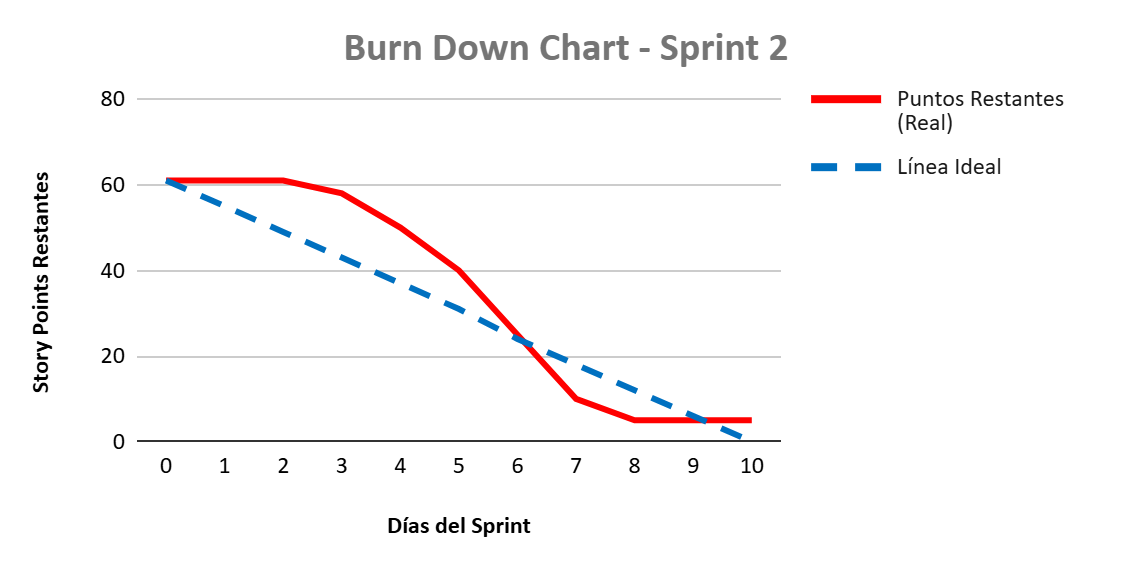 Burn Down Chart - Sprint 2
Puntos Restantes
(Real)
Línea Ideal
Story Points Restantes
80
60
40
20
0
0 1 2 3 4 5 6 7 8 9 10
Días del Sprint